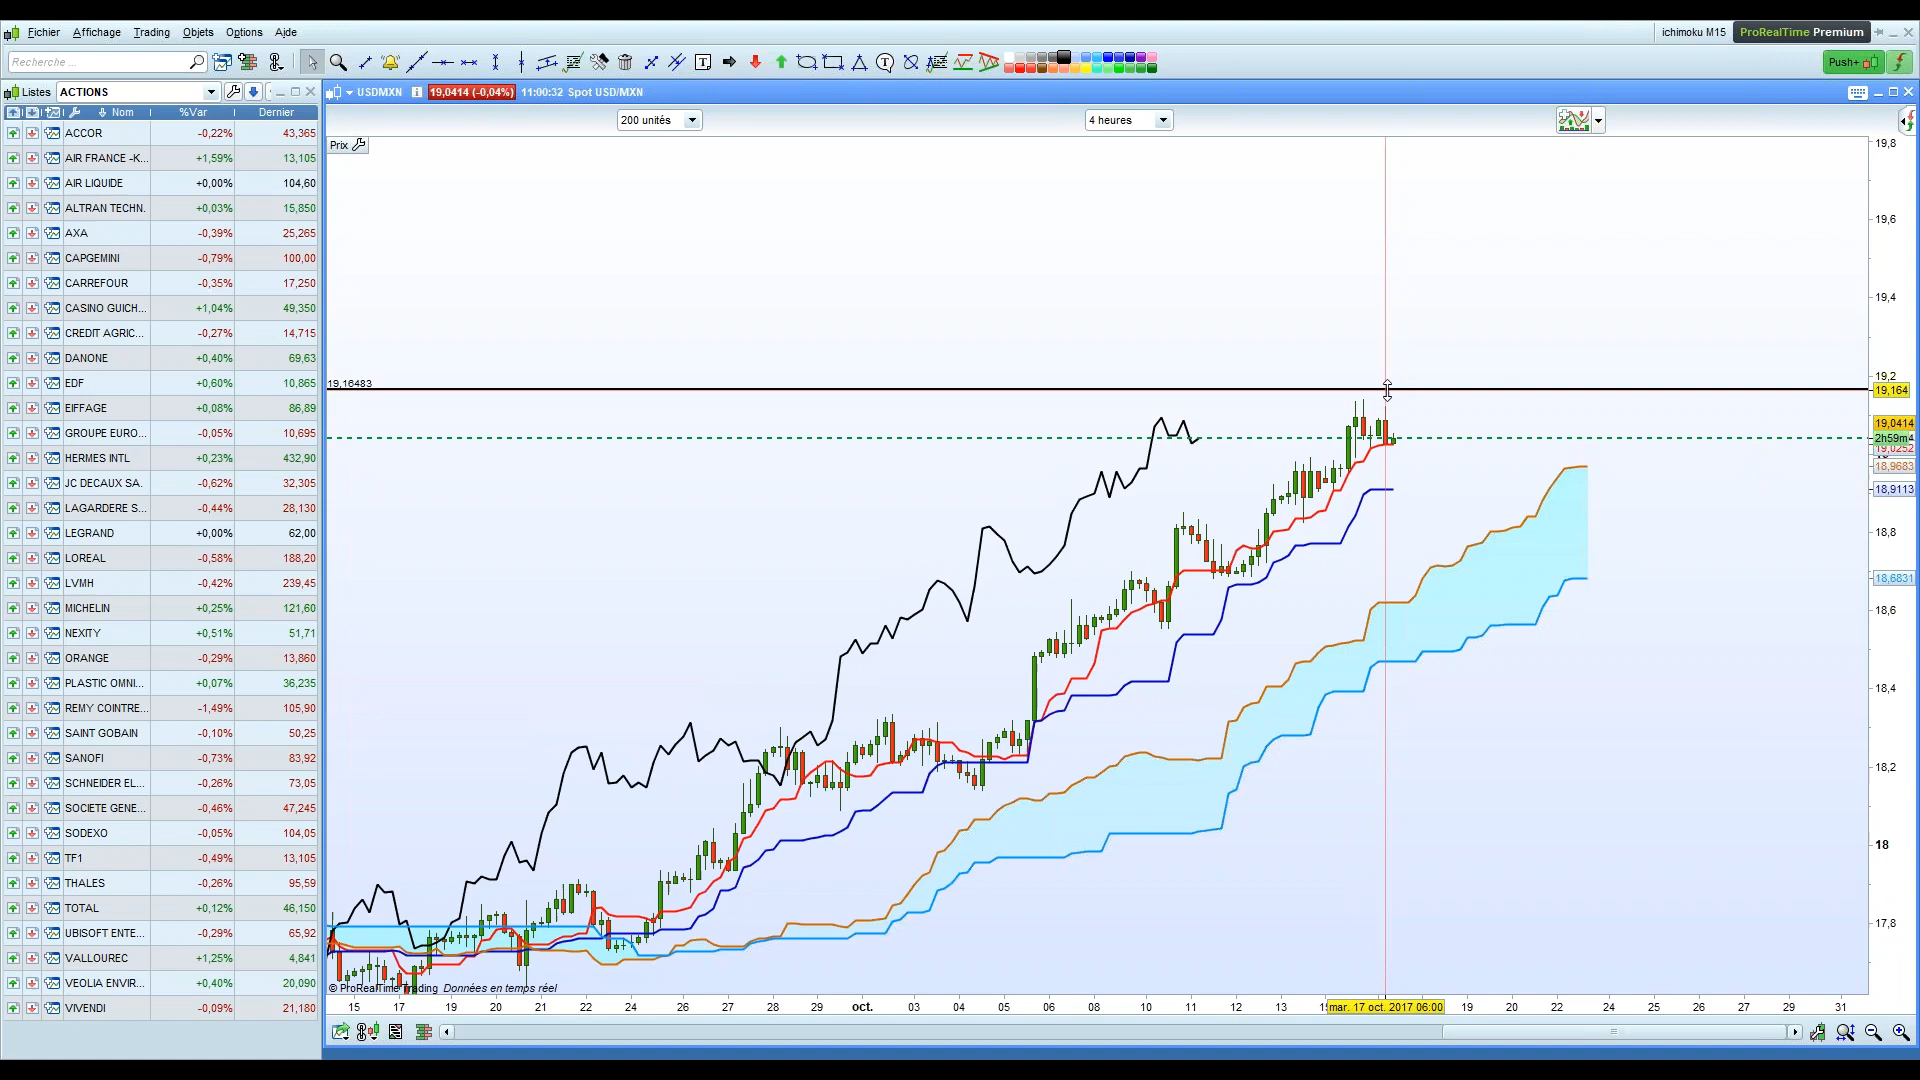 Fichier Affichage Trading Objets Options Aide
ichimoku M15 ProRealTime Premium
Recherche ...
Push+
Listes ACTIONS
USDMXN 19,0414 (-0,04%) 11:00:32 Spot USD/MXN
Nom %Var Dernier
200 unités
4 heures
Prix
ACCOR -0,22% 43,365
AIR FRANCE -K... +1,59% 13,105
AIR LIQUIDE +0,00% 104,60
ALTRAN TECHN. +0,03% 15,850
AXA -0,39% 25,265
CAPGEMINI -0,79% 100,00
CARREFOUR -0,35% 17,250
CASINO GUICH... +1,04% 49,350
CREDIT AGRIC... -0,27% 14,715
DANONE +0,40% 69,63
EDF +0,60% 10,865
EIFFAGE +0,08% 86,89
GROUPE EURO... -0,05% 10,695
HERMES INTL +0,23% 432,90
JC DECAUX SA. -0,62% 32,305
LAGARDERE S... -0,44% 28,130
LEGRAND +0,00% 62,00
LOREAL -0,58% 188,20
LVMH -0,42% 239,45
MICHELIN +0,25% 121,60
NEXITY +0,51% 51,71
ORANGE -0,29% 13,860
PLASTIC OMNI... +0,07% 36,235
REMY COINTRE... -1,49% 105,90
SAINT GOBAIN -0,10% 50,25
SANOFI -0,73% 83,92
SCHNEIDER EL... -0,26% 73,05
SOCIETE GENE... -0,46% 47,245
SODEXO -0,05% 104,05
TF1 -0,49% 13,105
THALES -0,26% 95,59
TOTAL +0,12% 46,150
UBISOFT ENTE... -0,29% 65,92
VALLOUREC +1,25% 4,841
VEOLIA ENVIR... +0,40% 20,090
VIVENDI -0,09% 21,180
19,16483
19,8
19,6
19,4
19,2
19,164
19,0414
2h59m
19,0252
18,9683
18,9113
18,8
18,6831
18,6
18,4
18,2
18
17,8
© ProRealTime Trading Données en temps réel
15 17 19 20 21 22 24 26 27 28 29 oct. 03 04 05 06 08 10 11 12 13 mar. 17 oct. 2017 06:00 19 20 22 24 25 26 27 29 31